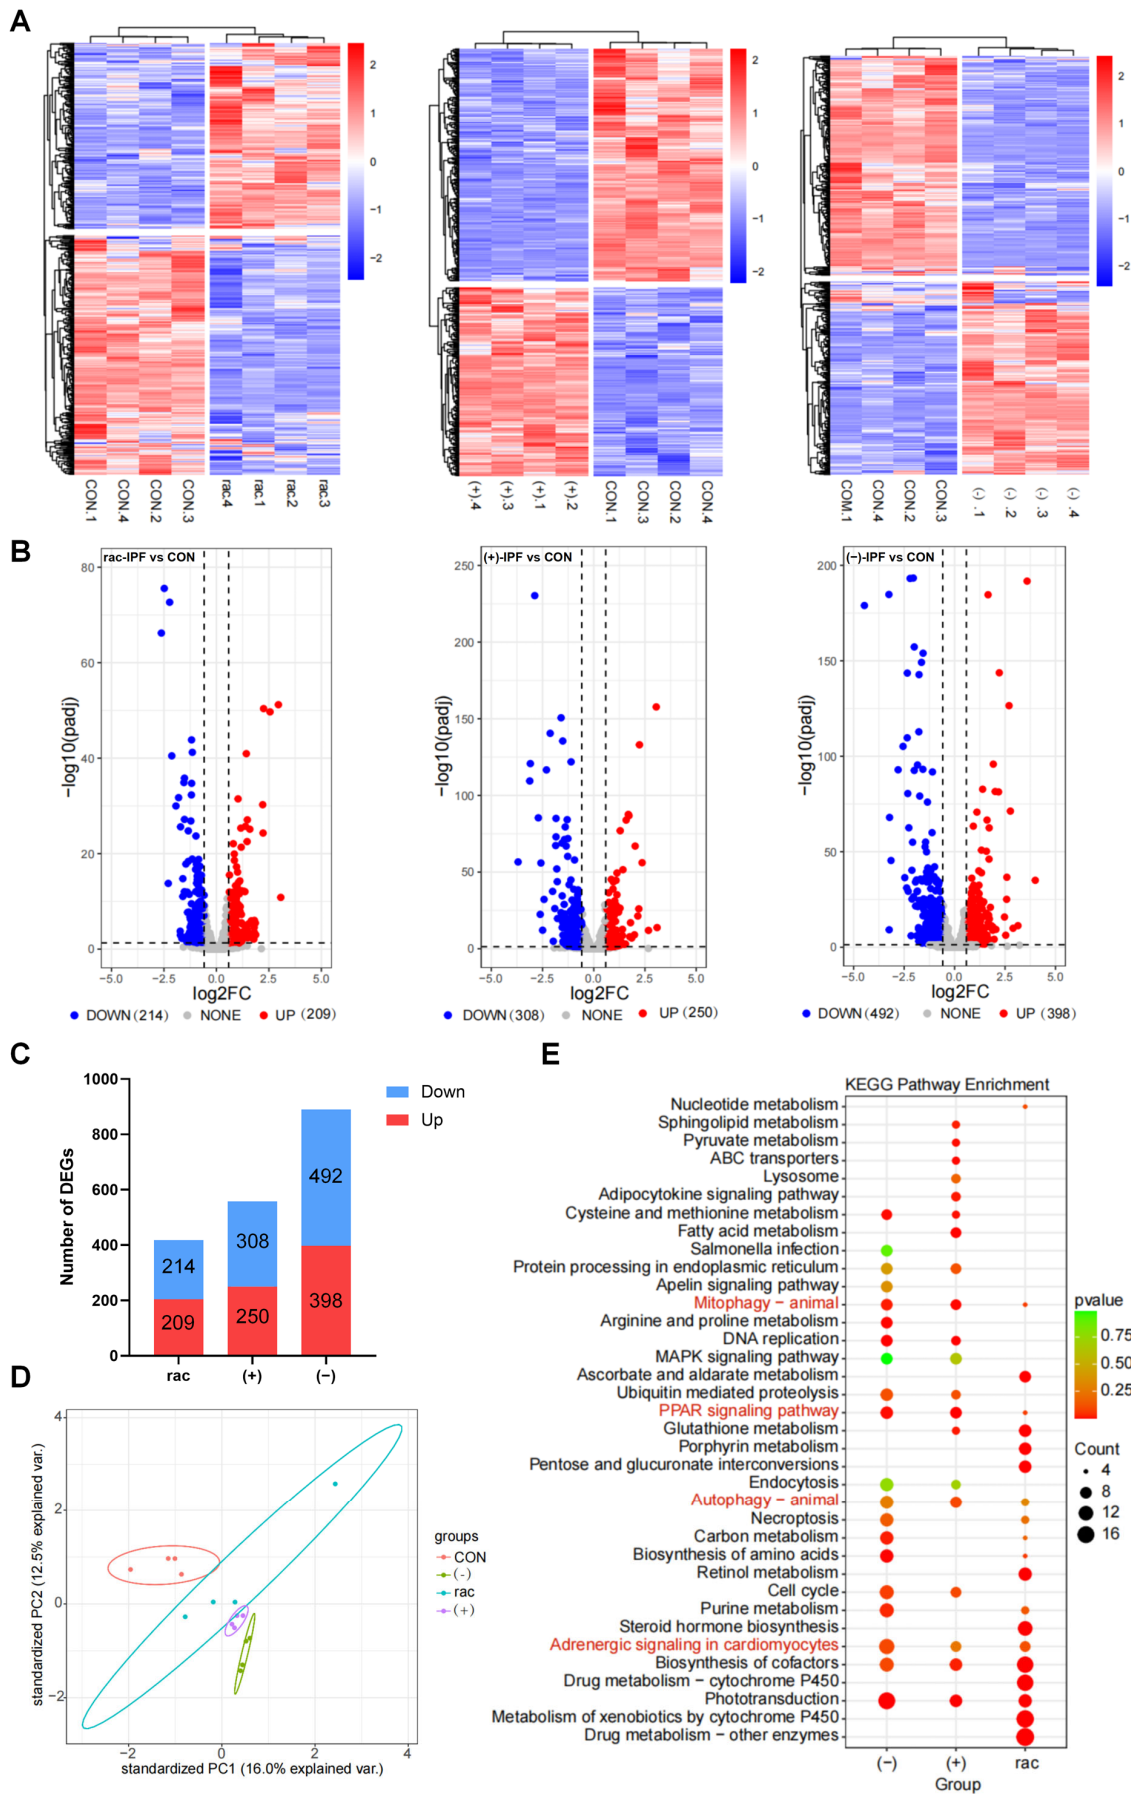 A
2
1
0
−1
−2
CON.1
CON.4
CON.2
CON.3
rac.4
rac.1
rac.2
rac.3
2
1
0
−1
−2
(+).4
(+).3
(+).1
(+).2
CON.1
CON.3
CON.2
CON.4
2
1
0
−1
−2
COM.1
CON.4
CON.2
CON.3
(-).1
(-).2
(-).3
(-).4
B
rac-IPF vs CON
80
60
40
20
0
−log10(padj)
−5.0
−2.5
0.0
2.5
5.0
log2FC
DOWN(214) NONE UP (209)
(+)-IPF vs CON
250
200
150
100
50
0
−log10(padj)
−5.0
−2.5
0.0
2.5
5.0
log2FC
DOWN (308) NONE UP (250)
(−)-IPF vs CON
200
150
100
50
0
−log10(padj)
−5.0
−2.5
0.0
2.5
5.0
log2FC
DOWN(492) NONE UP (398)
C
1000
800
600
400
200
0
Number of DEGs
214
209
308
250
492
398
rac
(+)
(−)
Down
Up
D
4
2
0
−2
standardized PC2 (12.5% explained var.)
−2
0
2
4
standardized PC1 (16.0% explained var.)
groups
CON
(-)
rac
(+)
E
KEGG Pathway Enrichment
Nucleotide metabolism
Sphingolipid metabolism
Pyruvate metabolism
ABC transporters
Lysosome
Adipocytokine signaling pathway
Cysteine and methionine metabolism
Fatty acid metabolism
Salmonella infection
Protein processing in endoplasmic reticulum
Apelin signaling pathway
Mitophagy − animal
Arginine and proline metabolism
DNA replication
MAPK signaling pathway
Ascorbate and aldarate metabolism
Ubiquitin mediated proteolysis
PPAR signaling pathway
Glutathione metabolism
Porphyrin metabolism
Pentose and glucuronate interconversions
Endocytosis
Autophagy − animal
Necroptosis
Carbon metabolism
Biosynthesis of amino acids
Retinol metabolism
Cell cycle
Purine metabolism
Steroid hormone biosynthesis
Adrenergic signaling in cardiomyocytes
Biosynthesis of cofactors
Drug metabolism − cytochrome P450
Phototransduction
Metabolism of xenobiotics by cytochrome P450
Drug metabolism − other enzymes
(−)
(+)
rac
Group
pvalue
0.75
0.50
0.25
Count
4
8
12
16